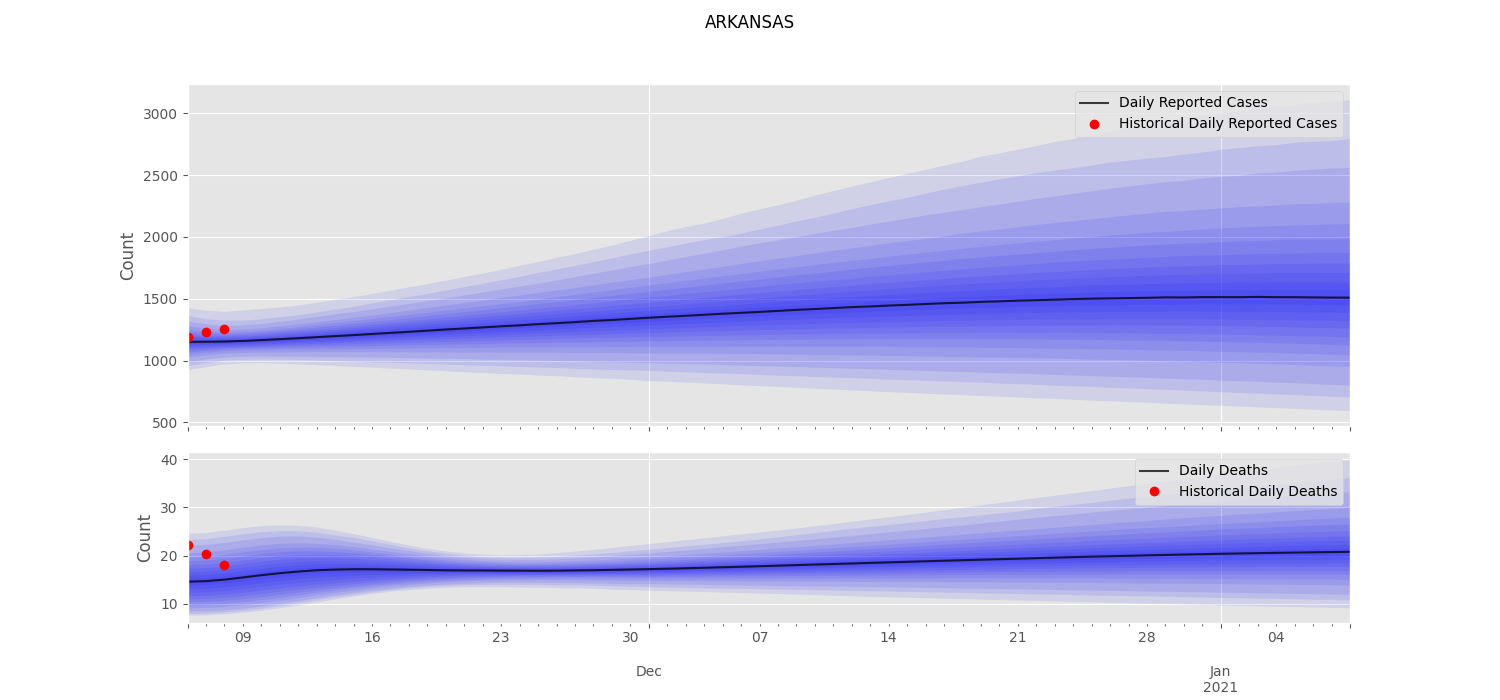 ARKANSAS
3000
2500
2000
1500
1000
500
Count
Daily Reported Cases
Historical Daily Reported Cases
40
30
20
10
Count
Daily Deaths
Historical Daily Deaths
09 16 23 30 07 14 21 28 04
Dec Jan
2021